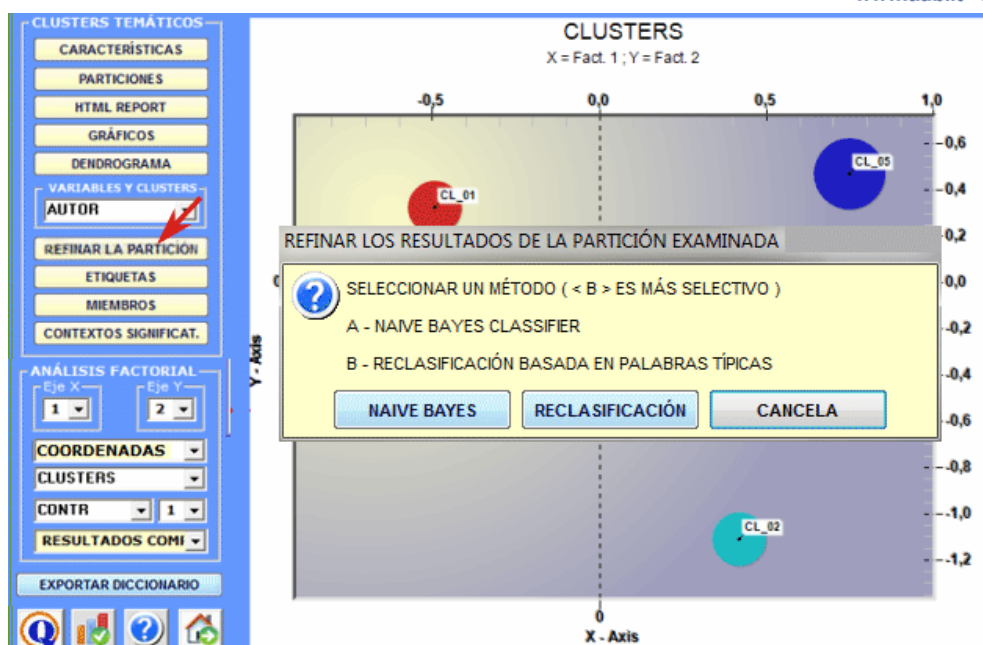 CLUSTERS TEMÁTICOS
CARACTERÍSTICAS
PARTICIONES
HTML REPORT
GRÁFICOS
DENDROGRAMA
VARIABLES Y CLUSTERS
AUTOR
REFINAR LA PARTICIÓN
ETIQUETAS
MIEMBROS
CONTEXTOS SIGNIFICAT.
ANÁLISIS FACTORIAL
Eje X Eje Y
1 2
COORDENADAS
CLUSTERS
CONTR 1
RESULTADOS COMI
EXPORTAR DICCIONARIO
Q ?
CLUSTERS
X = Fact. 1 ; Y = Fact. 2
-0,5 0,0 0,5 1,0
-0,6
CL_05
-0,4
CL_01
REFINAR LOS RESULTADOS DE LA PARTICIÓN EXAMINADA
-0,2
0
-0,0
? SELECCIONAR UN MÉTODO ( < B > ES MÁS SELECTIVO )
A - NAIVE BAYES CLASSIFIER
-0,2
B - RECLASIFICACIÓN BASADA EN PALABRAS TÍPICAS
-0,4
NAIVE BAYES RECLASIFICACIÓN CANCELA
-0,6
Y - Axis
-0,8
-1,0
CL_02
-1,2
0
X - Axis